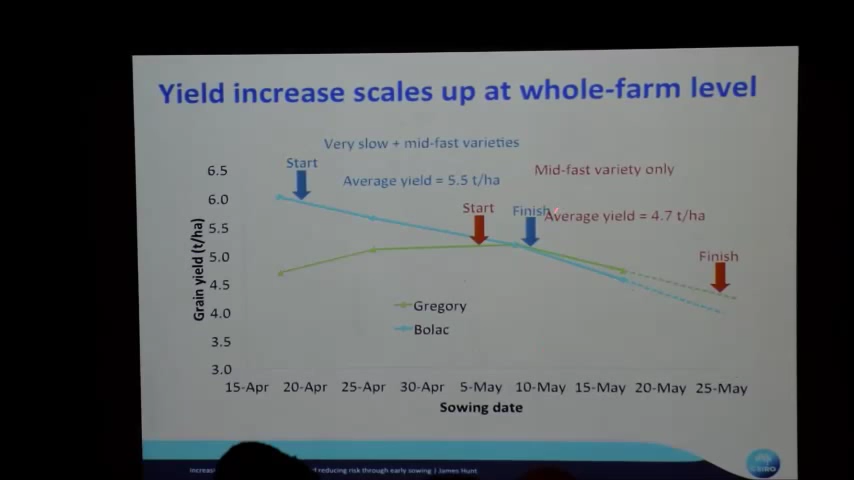 Yield increase scales up at whole-farm level
Very slow + mid-fast varieties
Start
Average yield = 5.5 t/ha
Mid-fast variety only
Start
Finish
Average yield = 4.7 t/ha
Finish
Grain yield (t/ha)
6.5
6.0
5.5
5.0
4.5
4.0
3.5
3.0
Gregory
Bolac
15-Apr 20-Apr 25-Apr 30-Apr 5-May 10-May 15-May 20-May 25-May
Sowing date
reducing risk through early sowing | James Hunt
CSIRO